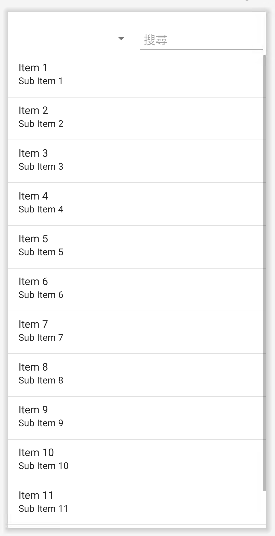 搜尋
Item 1
Sub Item 1
Item 2
Sub Item 2
Item 3
Sub Item 3
Item 4
Sub Item 4
Item 5
Sub Item 5
Item 6
Sub Item 6
Item 7
Sub Item 7
Item 8
Sub Item 8
Item 9
Sub Item 9
Item 10
Sub Item 10
Item 11
Sub Item 11